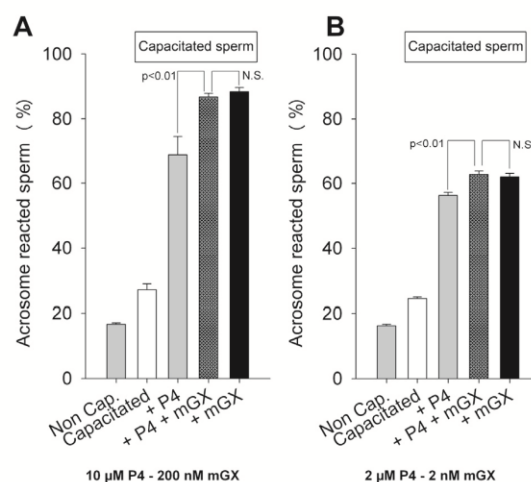 A
Capacitated sperm
p<0.01
N.S.
Acrosome reacted sperm ( %)
100
80
60
40
20
0
Non Cap.
Capacitated
+ P4
+ P4 + mGX
+ mGX
10 µM P4 - 200 nM mGX
B
Capacitated sperm
p<0.01
N.S
Acrosome reacted sperm ( %)
100
80
60
40
20
0
Non Cap.
Capacitated
+ P4
+ P4 + mGX
+ mGX
2 µM P4 - 2 nM mGX